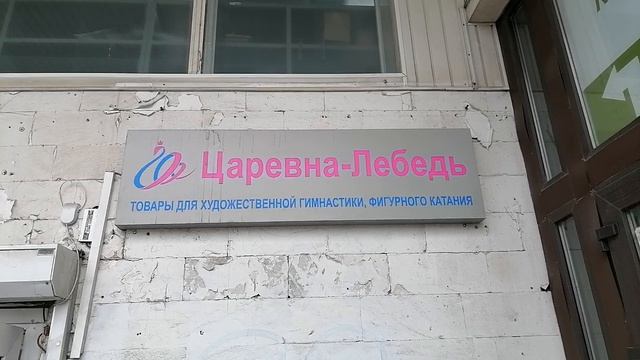 Царевна-Лебедь
ТОВАРЫ ДЛЯ ХУДОЖЕСТВЕННОЙ ГИМНАСТИКИ, ФИГУРНОГО КАТАНИЯ